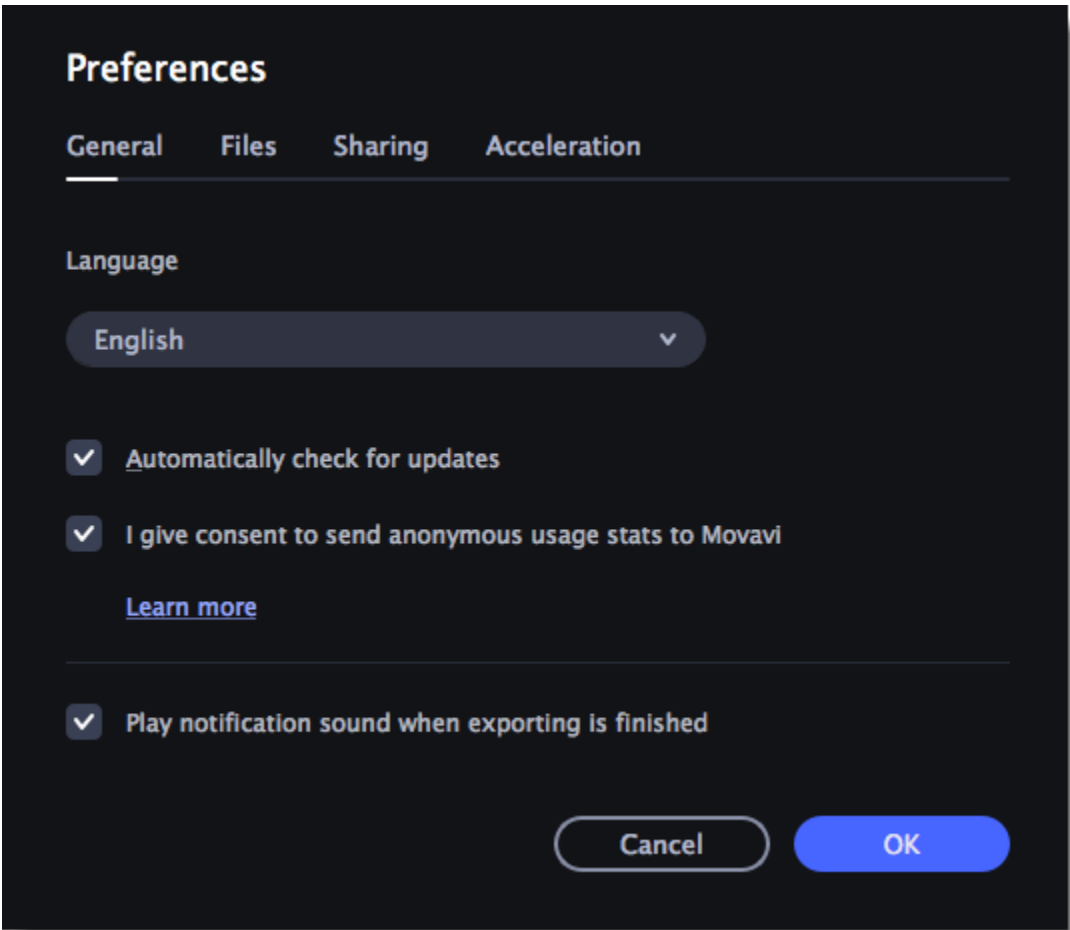 Preferences
General Files Sharing Acceleration
Language
English
Automatically check for updates
I give consent to send anonymous usage stats to Movavi
Learn more
Play notification sound when exporting is finished
Cancel OK